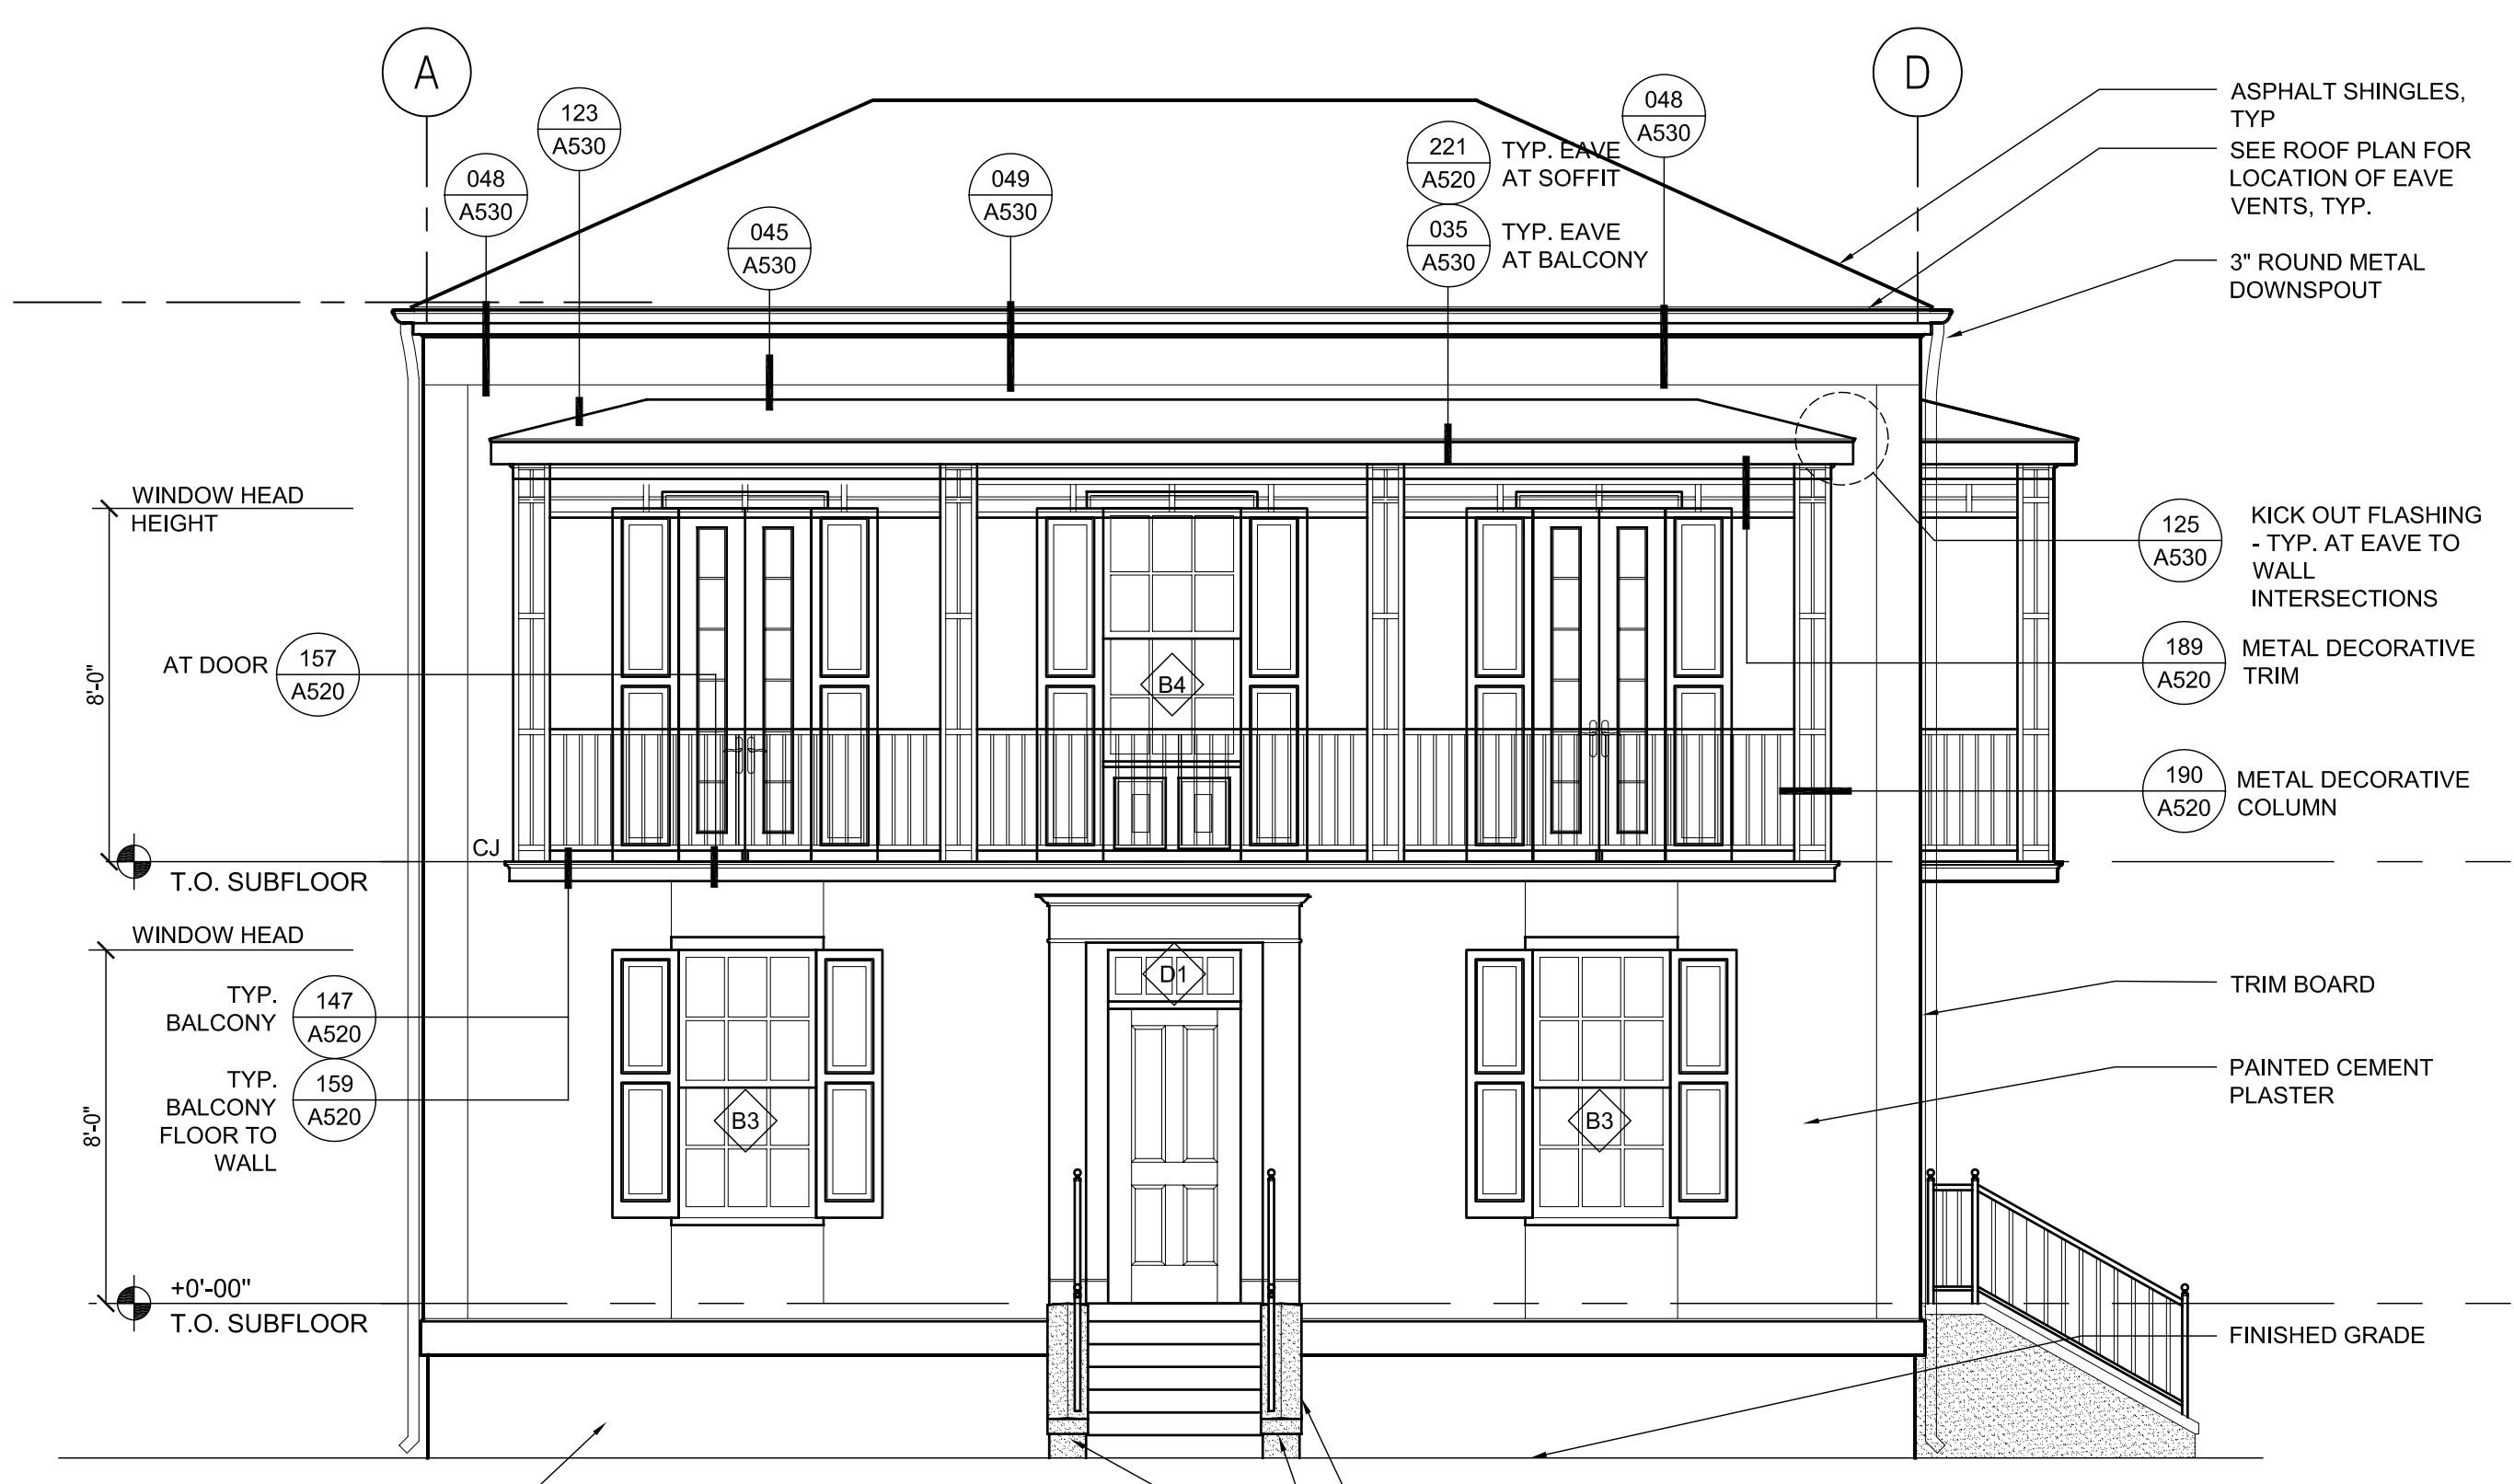 A
D
123
A530
048
A530
045
A530
049
A530
221
A520
TYP. EAVE
AT SOFFIT
035
A530
TYP. EAVE
AT BALCONY
048
A530
ASPHALT SHINGLES,
TYP
SEE ROOF PLAN FOR
LOCATION OF EAVE
VENTS, TYP.
3" ROUND METAL
DOWNSPOUT
WINDOW HEAD
HEIGHT
8'-0"
AT DOOR
157
A520
B4
125
A530
KICK OUT FLASHING
- TYP. AT EAVE TO
WALL
INTERSECTIONS
189
A520
METAL DECORATIVE
TRIM
190
A520
METAL DECORATIVE
COLUMN
CJ
T.O. SUBFLOOR
WINDOW HEAD
8'-0"
TYP.
BALCONY
147
A520
TYP.
BALCONY
FLOOR TO
WALL
159
A520
D1
B3
B3
TRIM BOARD
PAINTED CEMENT
PLASTER
+0'-00"
T.O. SUBFLOOR
FINISHED GRADE